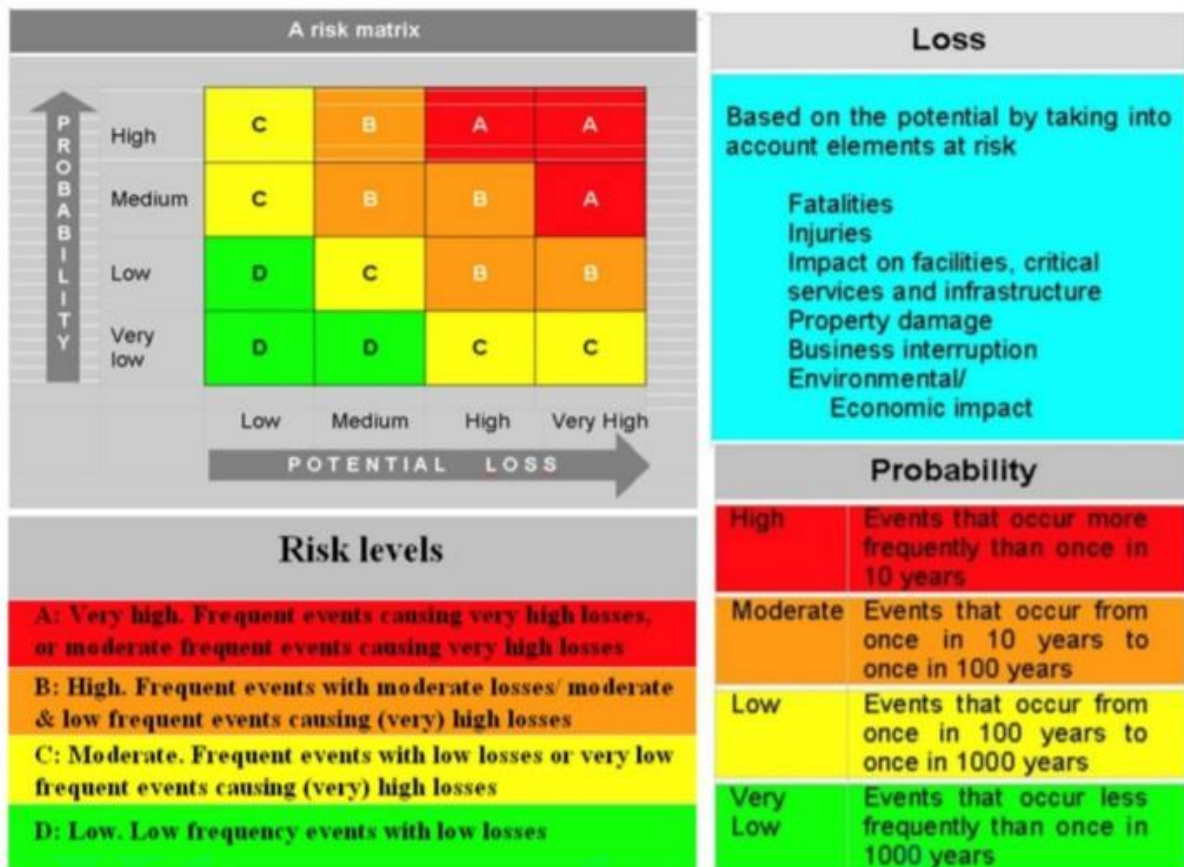 A risk matrix
PROBABILITY
High C B A A
Medium C B B A
Low D C B B
Very
low D D C C
Low Medium High Very High
POTENTIAL LOSS
Risk levels
A: Very high. Frequent events causing very high losses,
or moderate frequent events causing very high losses
B: High. Frequent events with moderate losses/ moderate
& low frequent events causing (very) high losses
C: Moderate. Frequent events with low losses or very low
frequent events causing (very) high losses
D: Low. Low frequency events with low losses
Loss
Based on the potential by taking into
account elements at risk
Fatalities
Injuries
Impact on facilities, critical
services and infrastructure
Property damage
Business interruption
Environmental/
Economic impact
Probability
High Events that occur more
frequently than once in
10 years
Moderate Events that occur from
once in 10 years to
once in 100 years
Low Events that occur from
once in 100 years to
once in 1000 years
Very Events that occur less
Low frequently than once in
1000 years